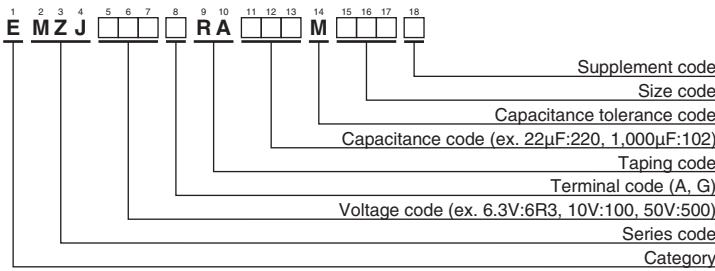 1 2 3 4 5 6 7 8 9 10 11 12 13 14 15 16 17 18
E M Z J □□□ □ R A □□□ M □□□ □
Supplement code
Size code
Capacitance tolerance code
Capacitance code (ex. 22μF:220, 1,000μF:102)
Taping code
Terminal code (A, G)
Voltage code (ex. 6.3V:6R3, 10V:100, 50V:500)
Series code
Category